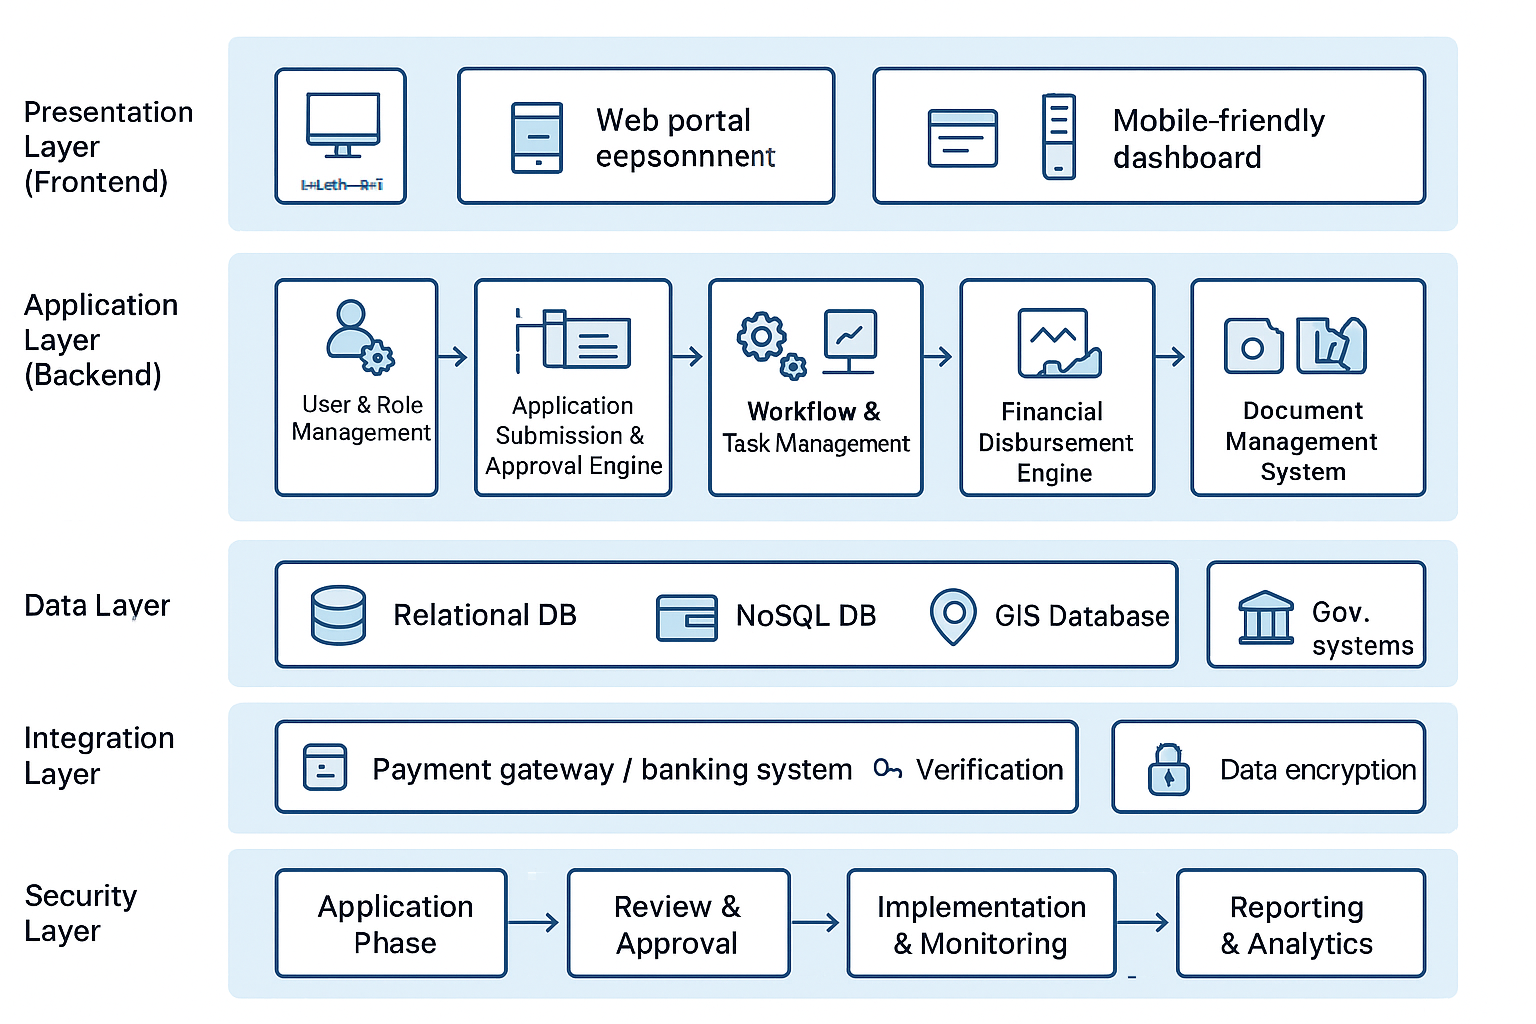 Presentation
Layer
(Frontend)
Web portal
eepsonnnent
Mobile-friendly
dashboard
Application
Layer
(Backend)
User & Role
Management
Application
Submission &
Approval Engine
Workflow &
Task Management
Financial
Disbursement
Engine
Document
Management
System
Data Layer
Relational DB
NoSQL DB
GIS Database
Gov.
systems
Integration
Layer
Payment gateway / banking system
Verification
Data encryption
Security
Layer
Application
Phase
Review &
Approval
Implementation
& Monitoring
Reporting
& Analytics